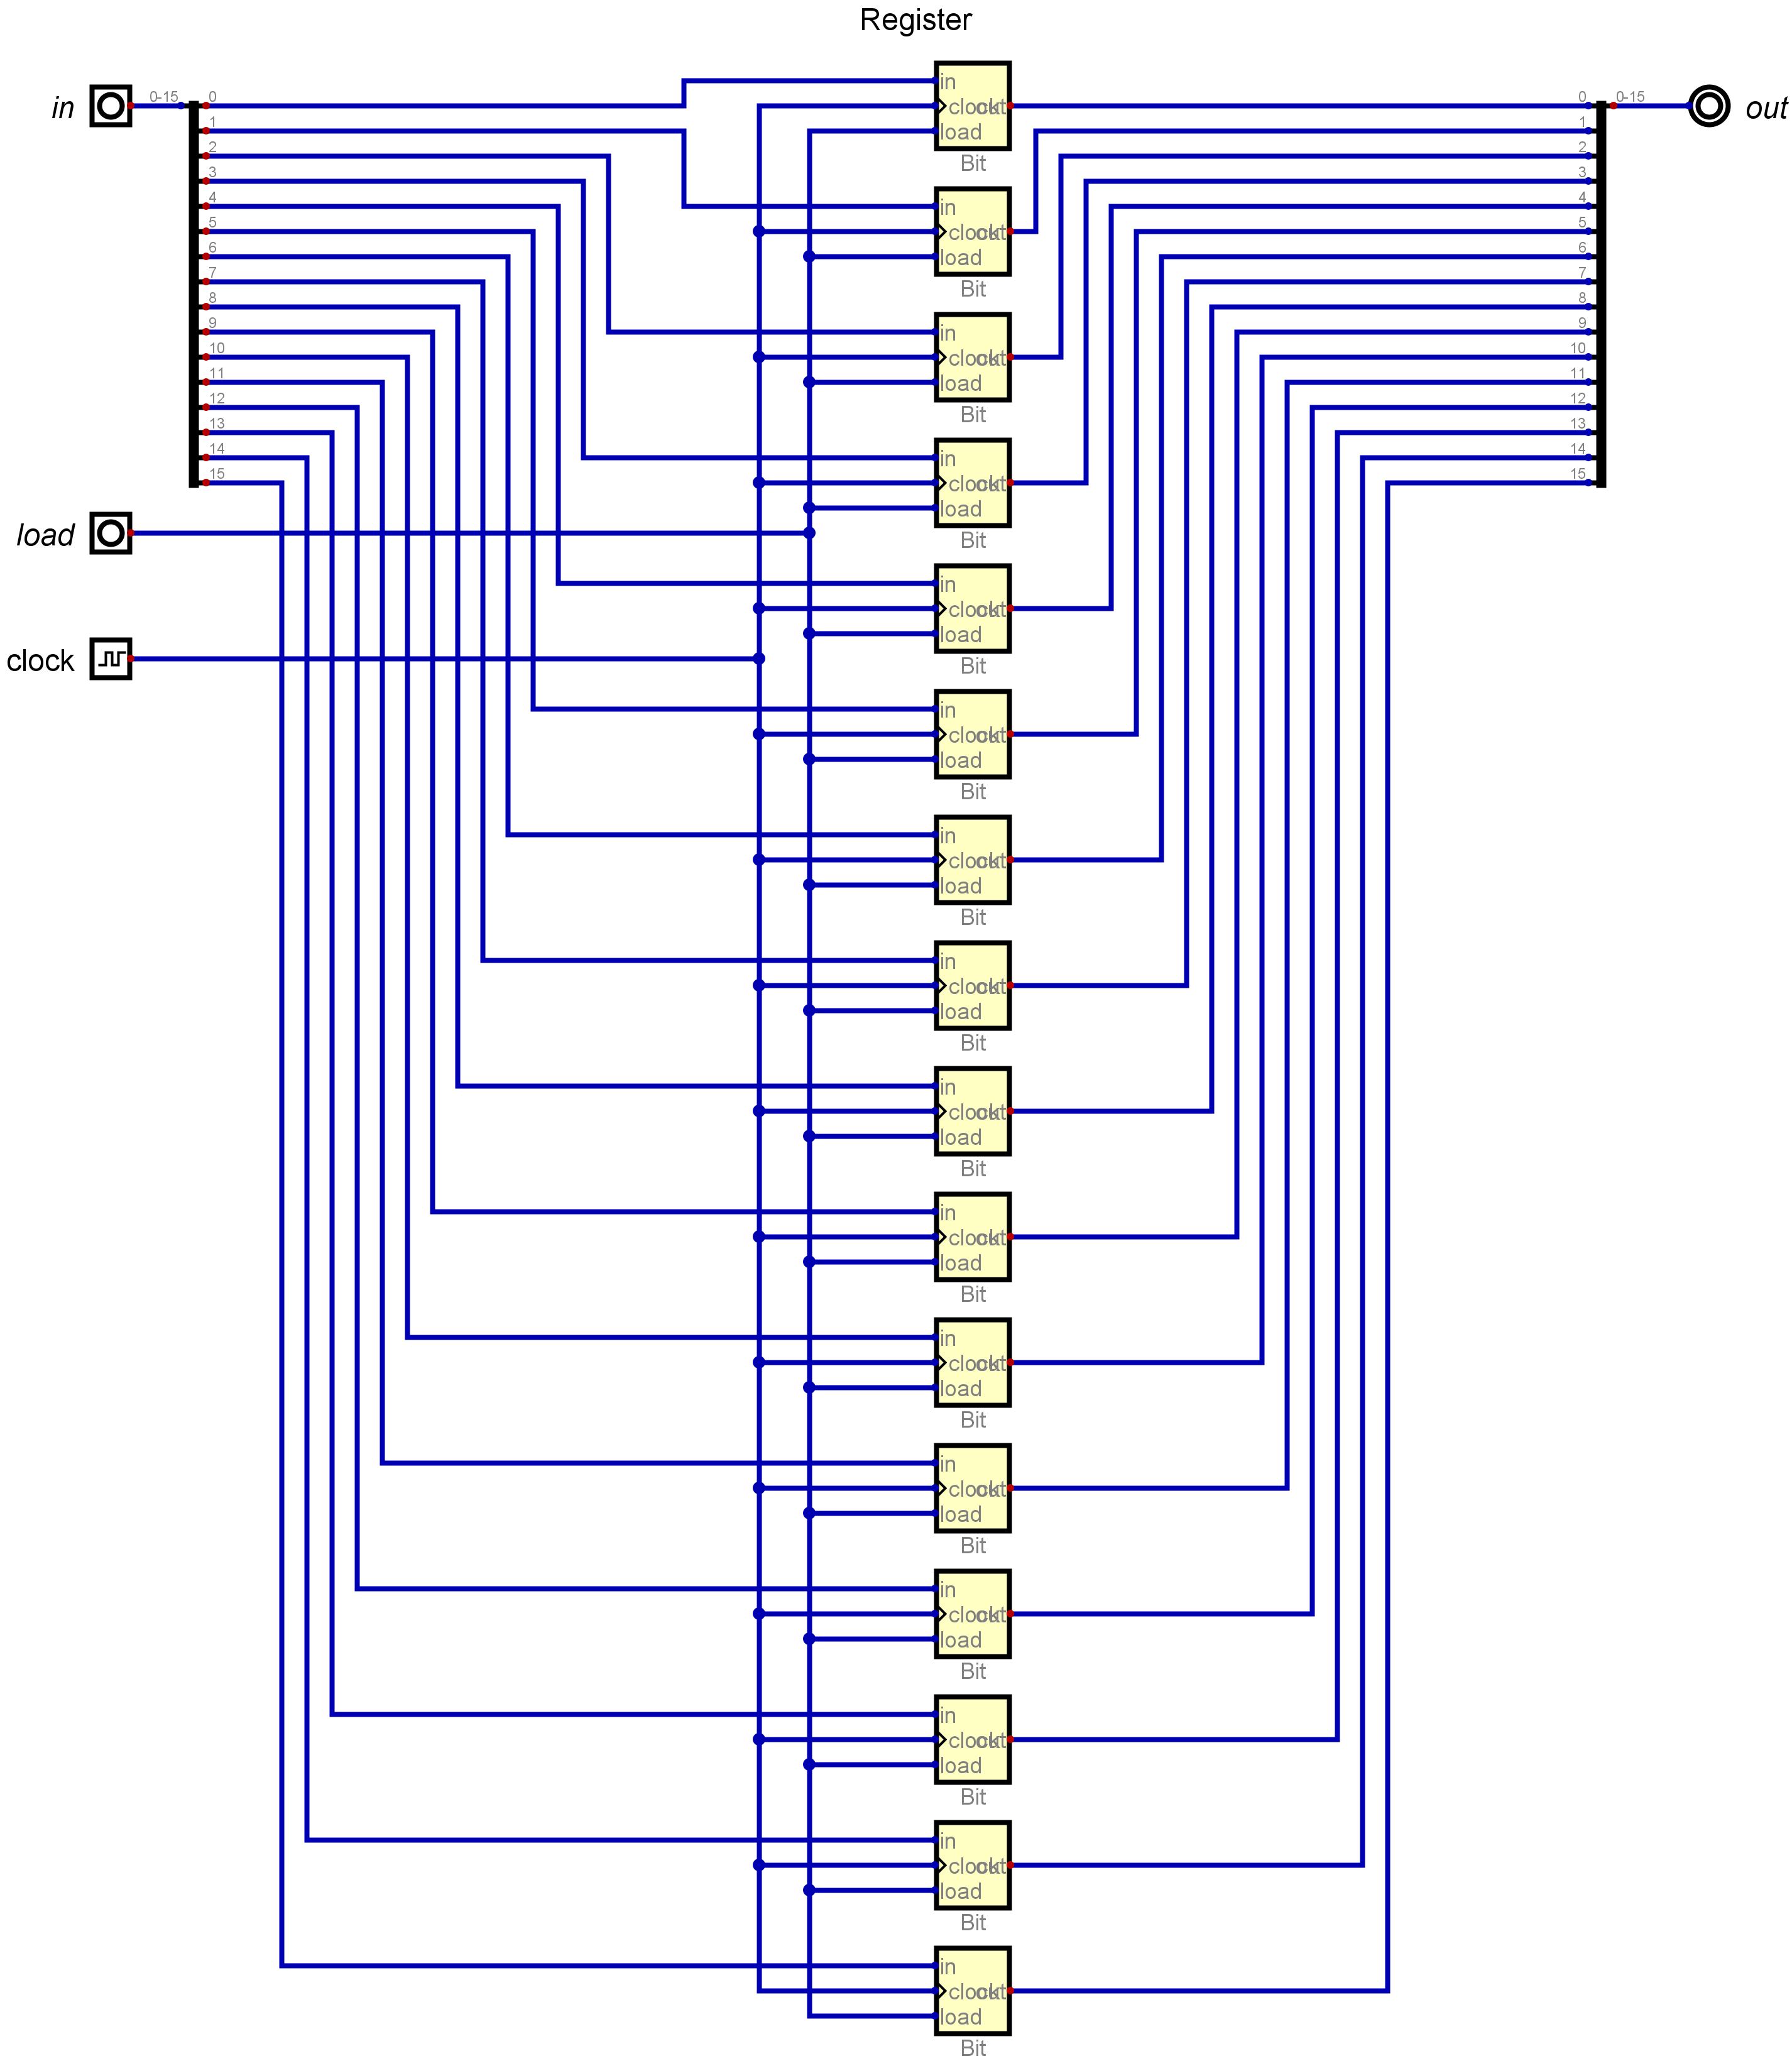 Register
in 0-15 0 in 0 0-15 out
1 clock out 1
2 load 2
3 Bit 3
4 in 4
5 clock out 5
6 load 6
7 Bit 7
8 in 8
9 clock out 9
10 load 10
11 Bit 11
12 in 12
13 clock out 13
14 load 14
15 Bit 15
load
in
clock out
load
Bit
clock
in
clock out
load
Bit
in
clock out
load
Bit
in
clock out
load
Bit
in
clock out
load
Bit
in
clock out
load
Bit
in
clock out
load
Bit
in
clock out
load
Bit
in
clock out
load
Bit
in
clock out
load
Bit
in
clock out
load
Bit
in
clock out
load
Bit